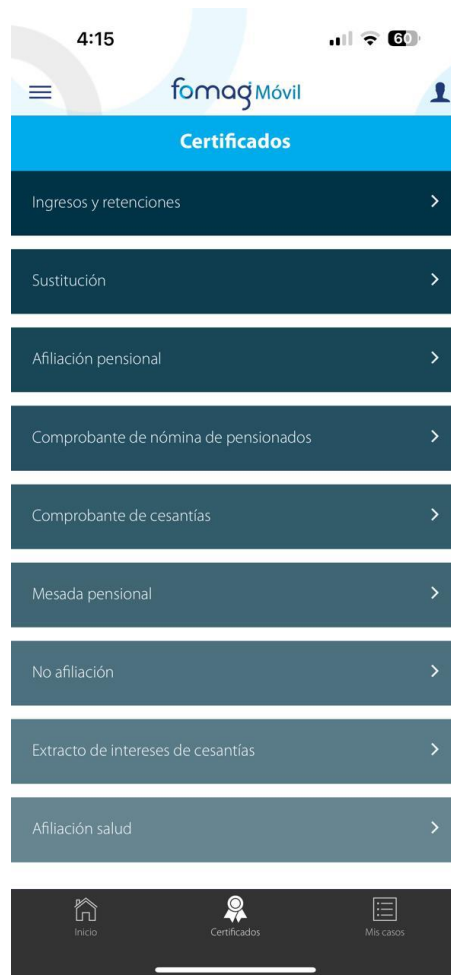 4:15
60
fomag Móvil
Certificados
Ingresos y retenciones
Sustitución
Afiliación pensional
Comprobante de nómina de pensionados
Comprobante de cesantías
Mesada pensional
No afiliación
Extracto de intereses de cesantías
Afiliación salud
Inicio
Certificados
Mis casos